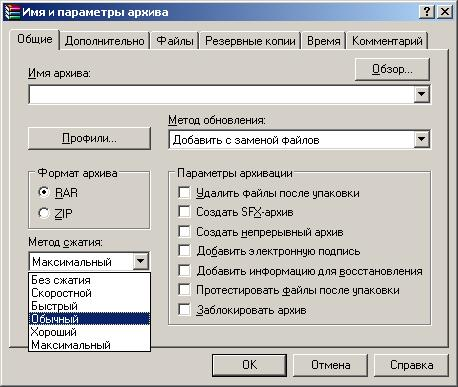 Имя и параметры архива
Общие Дополнительно Файлы Резервные копии Время Комментарий
Имя архива:
Обзор...
Метод обновления:
Профили...
Добавить с заменой файлов
Формат архива
RAR
ZIP
Метод сжатия:
Максимальный
Без сжатия
Скоростной
Быстрый
Обычный
Хороший
Максимальный
Параметры архивации
Удалить файлы после упаковки
Создать SFX-архив
Создать непрерывный архив
Добавить электронную подпись
Добавить информацию для восстановления
Протестировать файлы после упаковки
Заблокировать архив
OK Отмена Справка